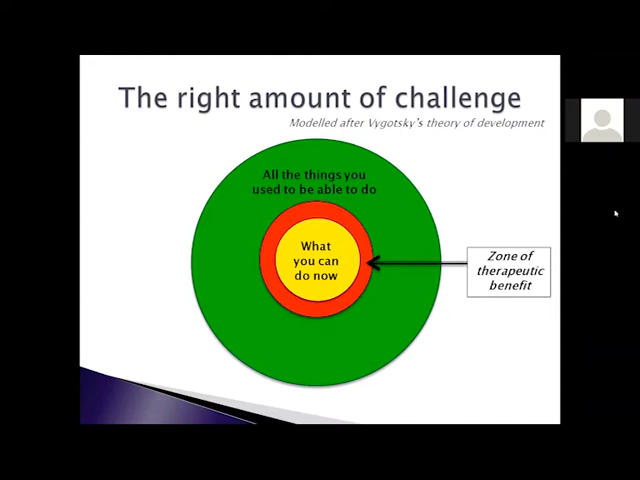 The right amount of challenge
Modelled after Vygotsky's theory of development
All the things you
used to be able to do
What
you can
do now
Zone of
therapeutic
benefit